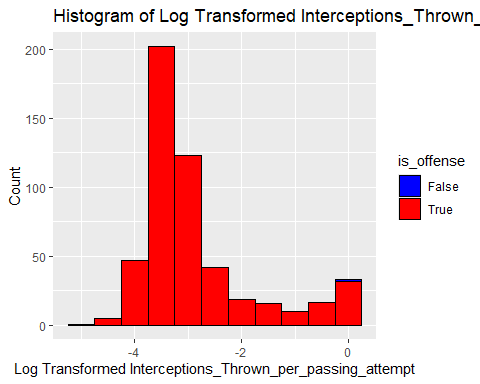 Histogram of Log Transformed Interceptions_Thrown_
200
150
100
50
0
Count
-4
-2
0
Log Transformed Interceptions_Thrown_per_passing_attempt
is_offense
False
True